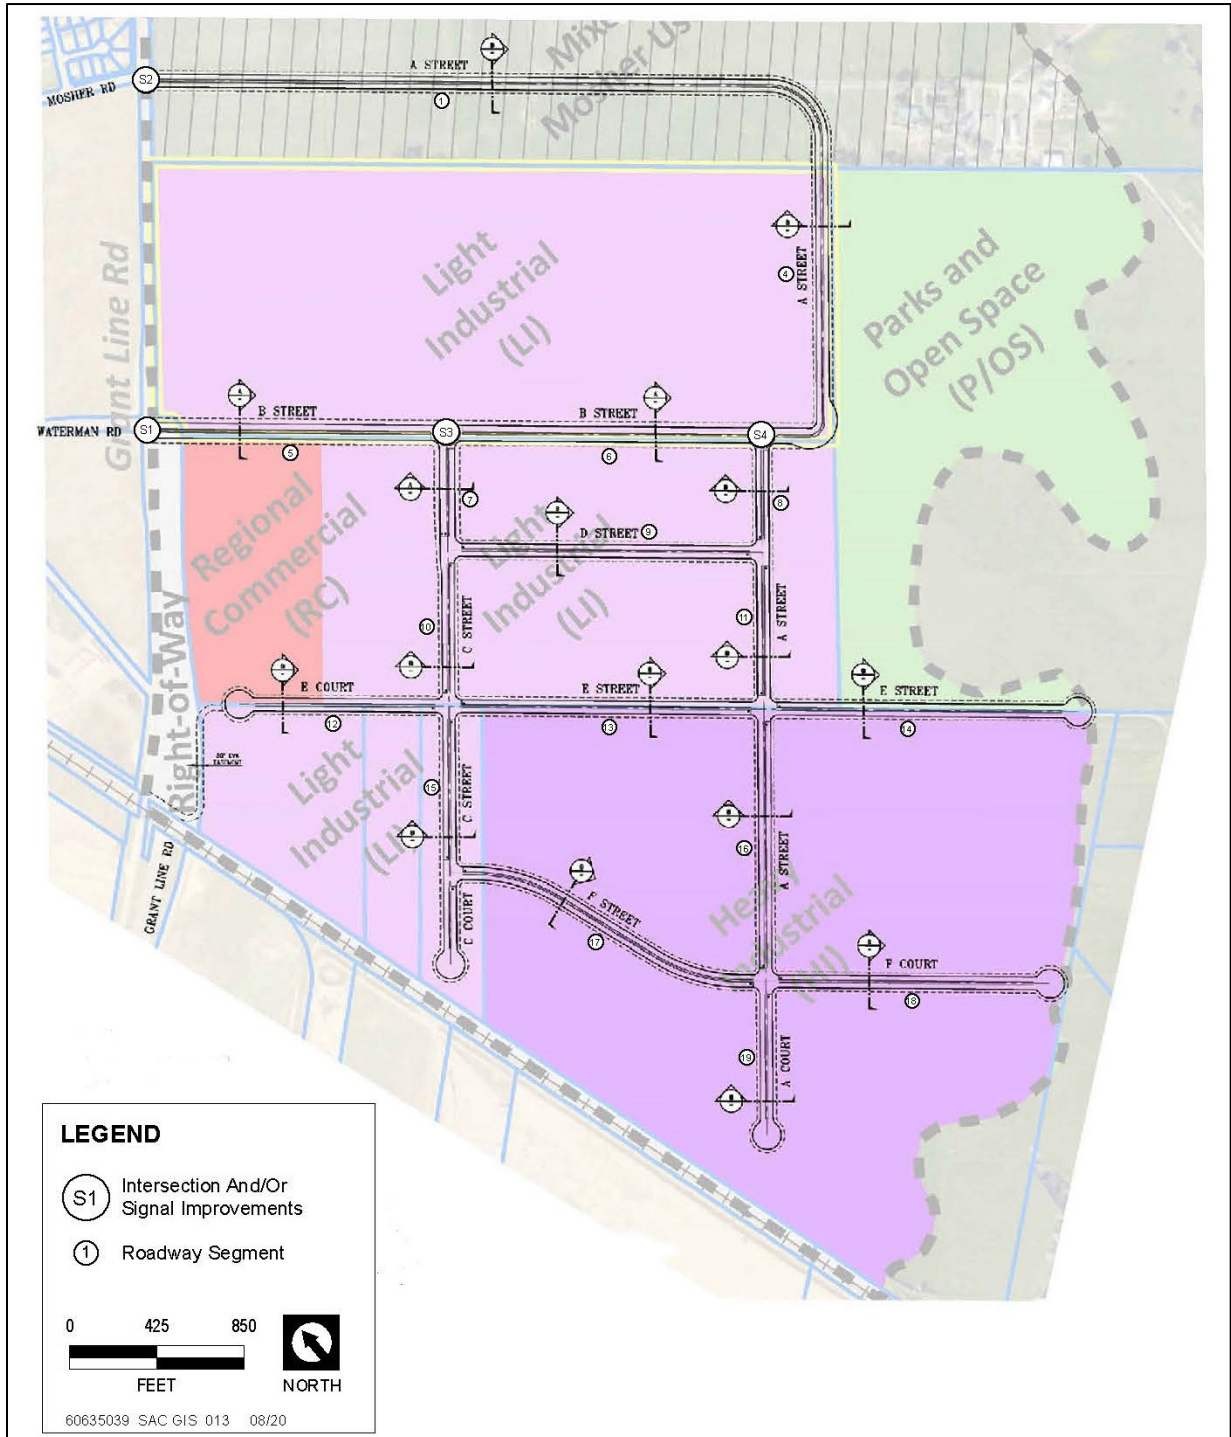 Mosher Us
A STREET
S2
MOSHER RD
1
Light
Industrial
(LI)
4
A STREET
Parks and
Open Space
(P/OS)
Grant Line Rd
B STREET
B STREET
WATERMAN RD
S1
S3
S4
5
6
7
8
Regional
Commercial
(RC)
Light
Industrial
(LI)
D STREET
9
10
C STREET
11
A STREET
Right-of-Way
E COURT
E STREET
E STREET
12
13
14
Light
Industrial
(LI)
15
C STREET
16
A STREET
GRANT LINE RD
C COURT
F STREET
17
Heavy
Industrial
(HI)
F COURT
18
19
A COURT
LEGEND
S1
Intersection And/Or
Signal Improvements
1
Roadway Segment
0 425 850
FEET
NORTH
60635039 SAC GIS 013 08/20